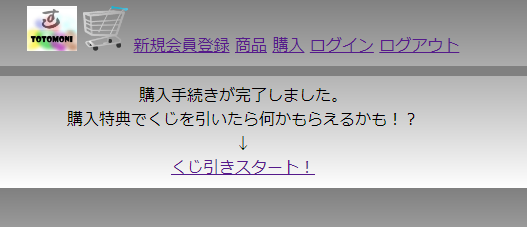 す
TOTOMONI
新規会員登録 商品 購入 ログイン ログアウト
購入手続きが完了しました。
購入特典でくじを引いたら何かもらえるかも！？
↓
くじ引きスタート！